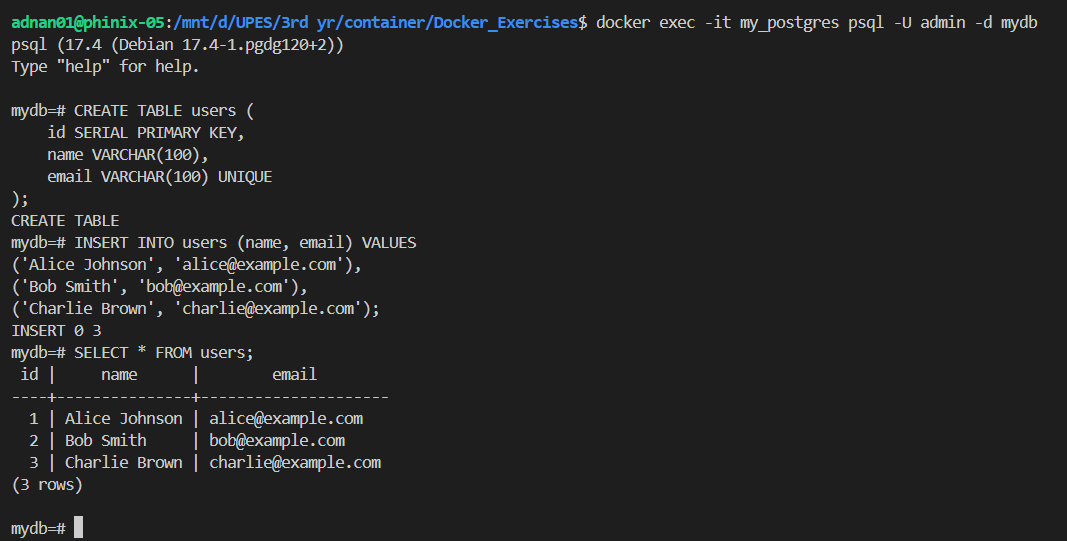 adnan01@phinix-05:/mnt/d/UPES/3rd yr/container/Docker_Exercises$ docker exec -it my_postgres psql -U admin -d mydb
psql (17.4 (Debian 17.4-1.pgdg120+2))
Type "help" for help.

mydb=# CREATE TABLE users (
    id SERIAL PRIMARY KEY,
    name VARCHAR(100),
    email VARCHAR(100) UNIQUE
);
CREATE TABLE
mydb=# INSERT INTO users (name, email) VALUES
('Alice Johnson', 'alice@example.com'),
('Bob Smith', 'bob@example.com'),
('Charlie Brown', 'charlie@example.com');
INSERT 0 3
mydb=# SELECT * FROM users;
 id |     name      |        email
----+---------------+---------------------
  1 | Alice Johnson | alice@example.com
  2 | Bob Smith     | bob@example.com
  3 | Charlie Brown | charlie@example.com
(3 rows)

mydb=#